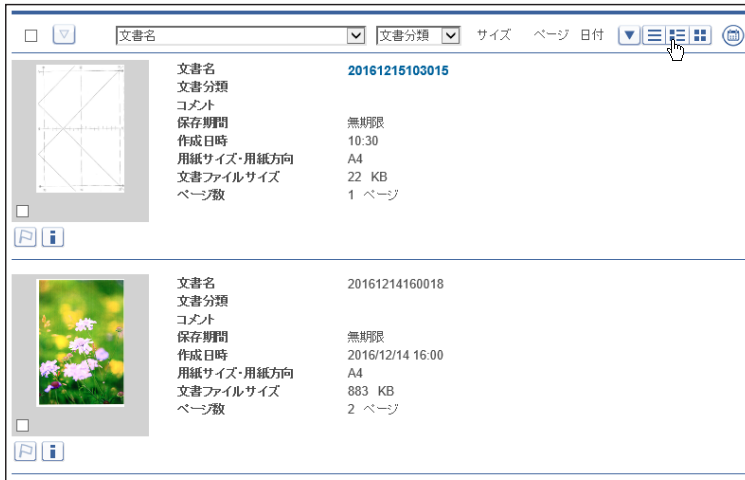 文書名 文書分類 サイズ ページ 日付
文書名 20161215103015
文書分類
コメント
保存期間 無期限
作成日時 10:30
用紙サイズ・用紙方向 A4
文書ファイルサイズ 22 KB
ページ数 1 ページ
文書名 20161214160018
文書分類
コメント
保存期間 無期限
作成日時 2016/12/14 16:00
用紙サイズ・用紙方向 A4
文書ファイルサイズ 883 KB
ページ数 2 ページ